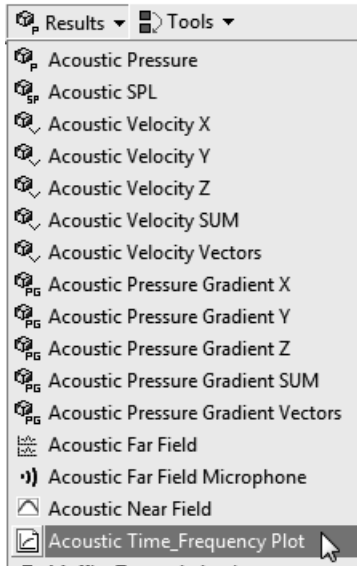 Results Tools
Acoustic Pressure
Acoustic SPL
Acoustic Velocity X
Acoustic Velocity Y
Acoustic Velocity Z
Acoustic Velocity SUM
Acoustic Velocity Vectors
Acoustic Pressure Gradient X
Acoustic Pressure Gradient Y
Acoustic Pressure Gradient Z
Acoustic Pressure Gradient SUM
Acoustic Pressure Gradient Vectors
Acoustic Far Field
Acoustic Far Field Microphone
Acoustic Near Field
Acoustic Time_Frequency Plot